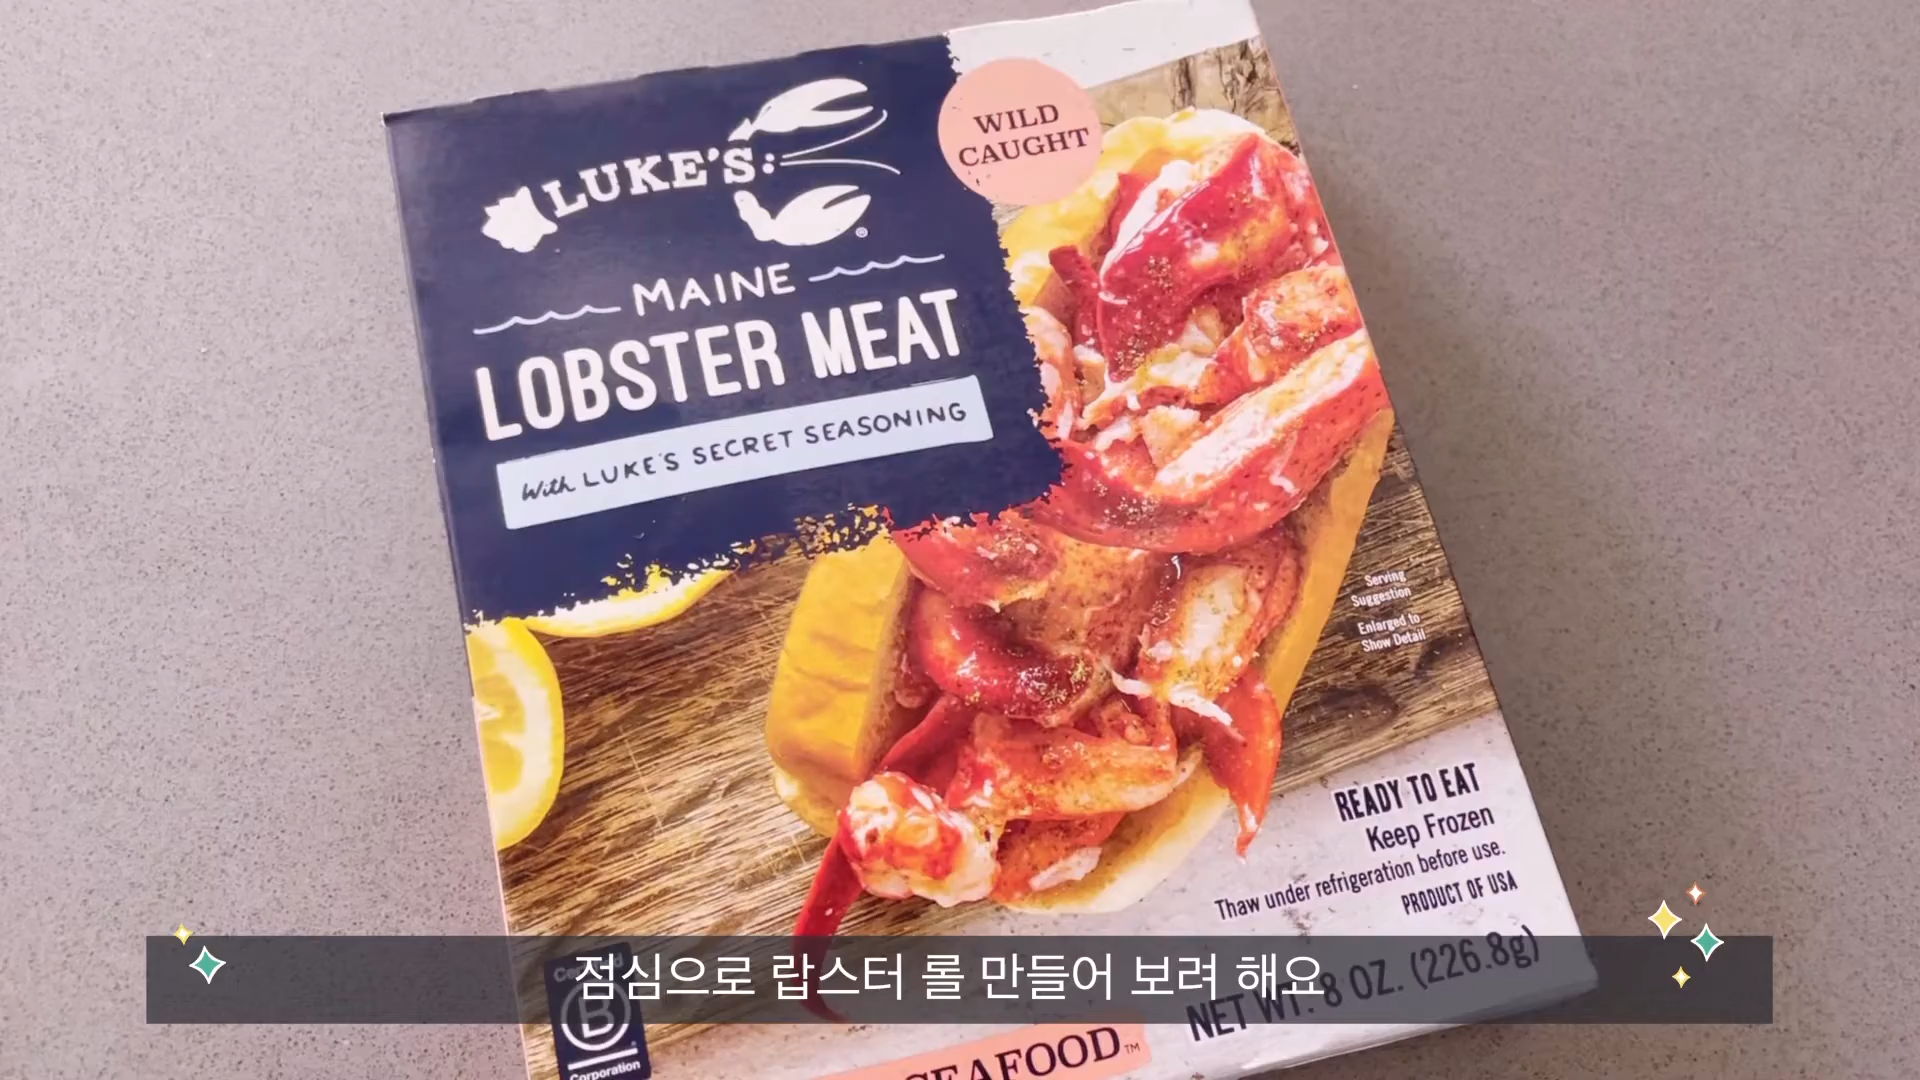 WILD
CAUGHT
LUKE'S:
MAINE
LOBSTER MEAT
With LUKE'S SECRET SEASONING
Serving
Suggestion
Enlarged to
Show Detail
READY TO EAT
Keep Frozen
Thaw under refrigeration before use.
PRODUCT OF USA
점심으로 랍스터 롤 만들어 보려 해요
NET WT. 8 OZ. (226.8g)
B
Corporation
SEAFOOD™